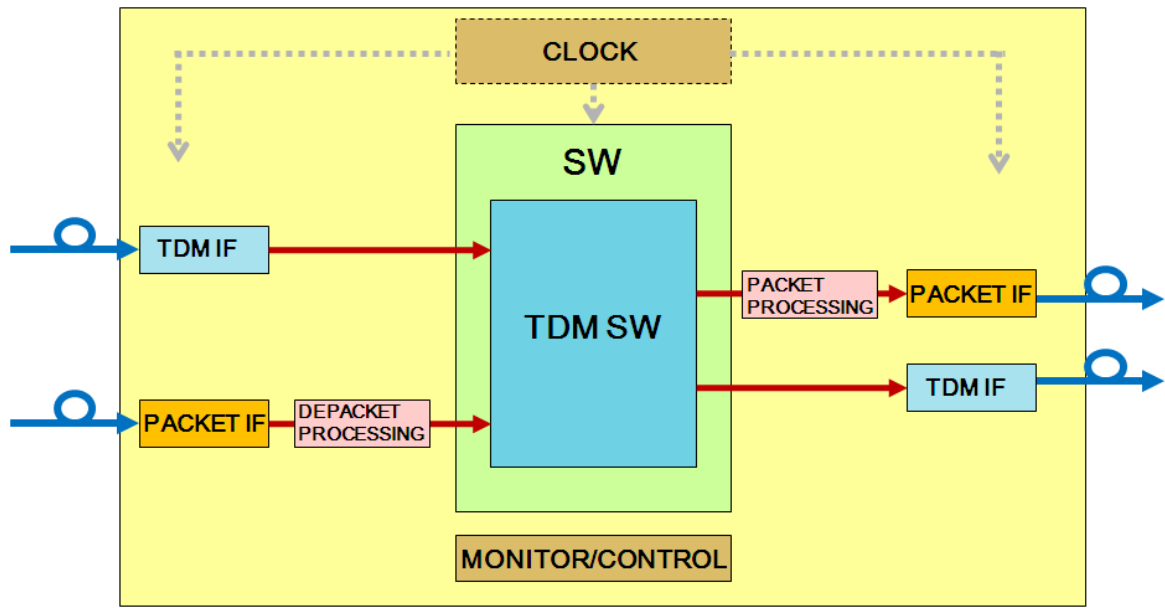 CLOCK
SW
TDM IF
TDM SW
PACKET
PROCESSING
PACKET IF
TDM IF
PACKET IF
DEPACKET
PROCESSING
MONITOR/CONTROL